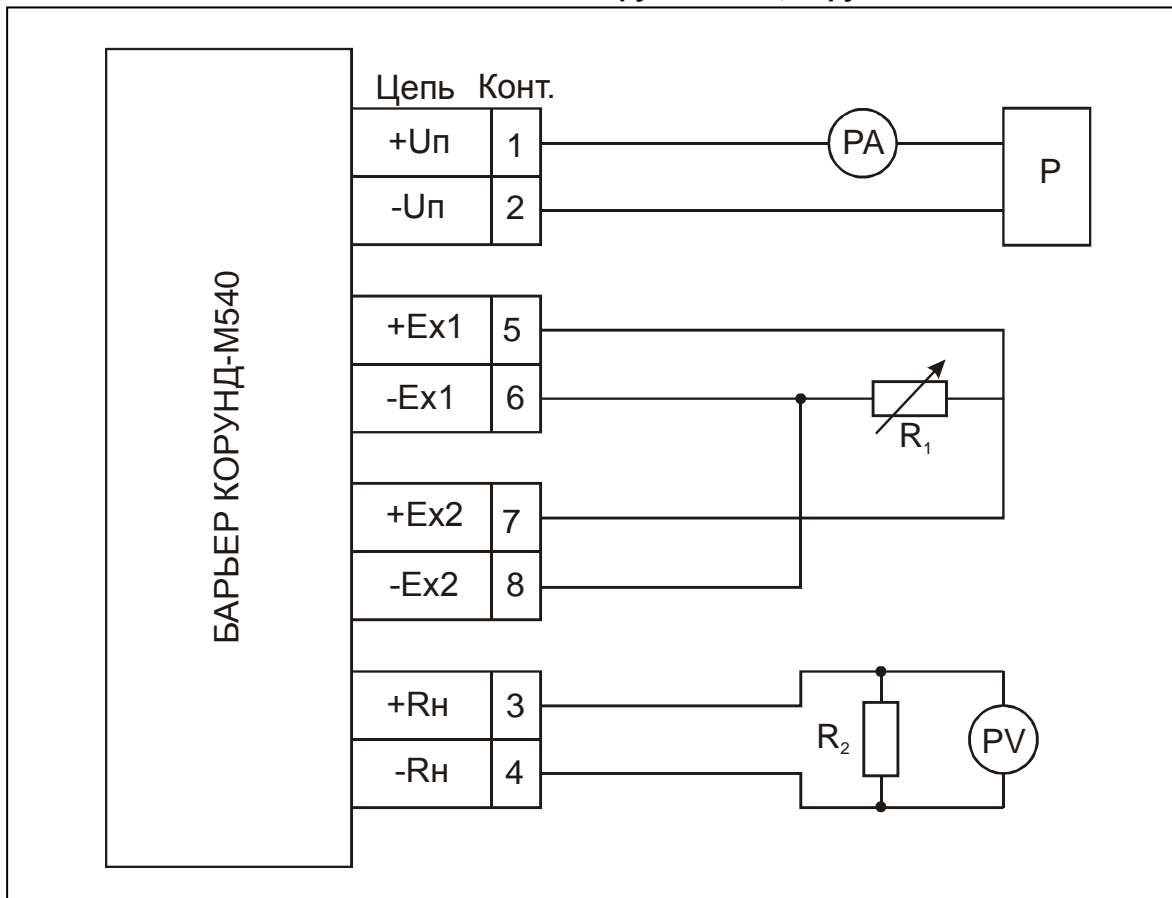 БАРЬЕР КОРУНД-М540
Цепь Конт.
+Uп 1
-Uп 2
PA
P
+Ex1 5
-Ex1 6
R₁
+Ex2 7
-Ex2 8
+Rн 3
-Rн 4
R₂
PV